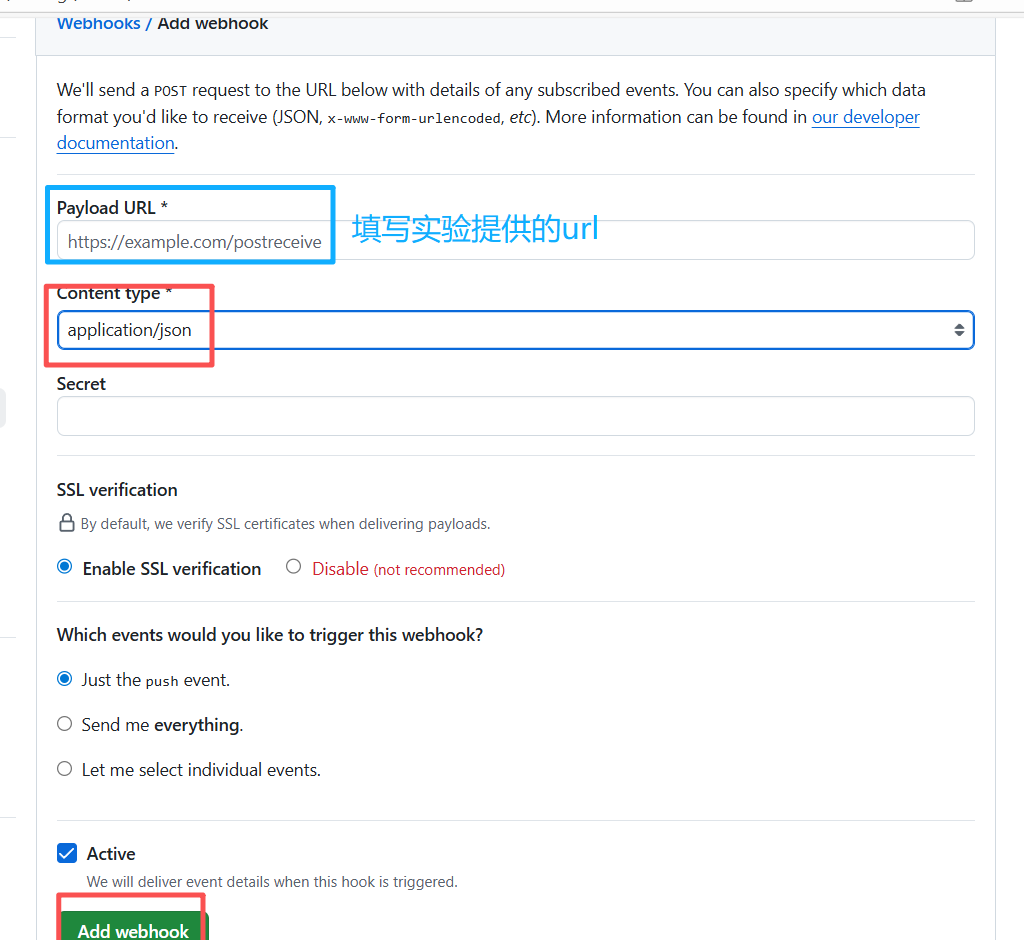 Webhooks / Add webhook
We'll send a POST request to the URL below with details of any subscribed events. You can also specify which data
format you'd like to receive (JSON, x-www-form-urlencoded, etc). More information can be found in our developer
documentation.
Payload URL *
https://example.com/postreceive
填写实验提供的url
Content type *
application/json
Secret
SSL verification
By default, we verify SSL certificates when delivering payloads.
Enable SSL verification
Disable (not recommended)
Which events would you like to trigger this webhook?
Just the push event.
Send me everything.
Let me select individual events.
Active
We will deliver event details when this hook is triggered.
Add webhook